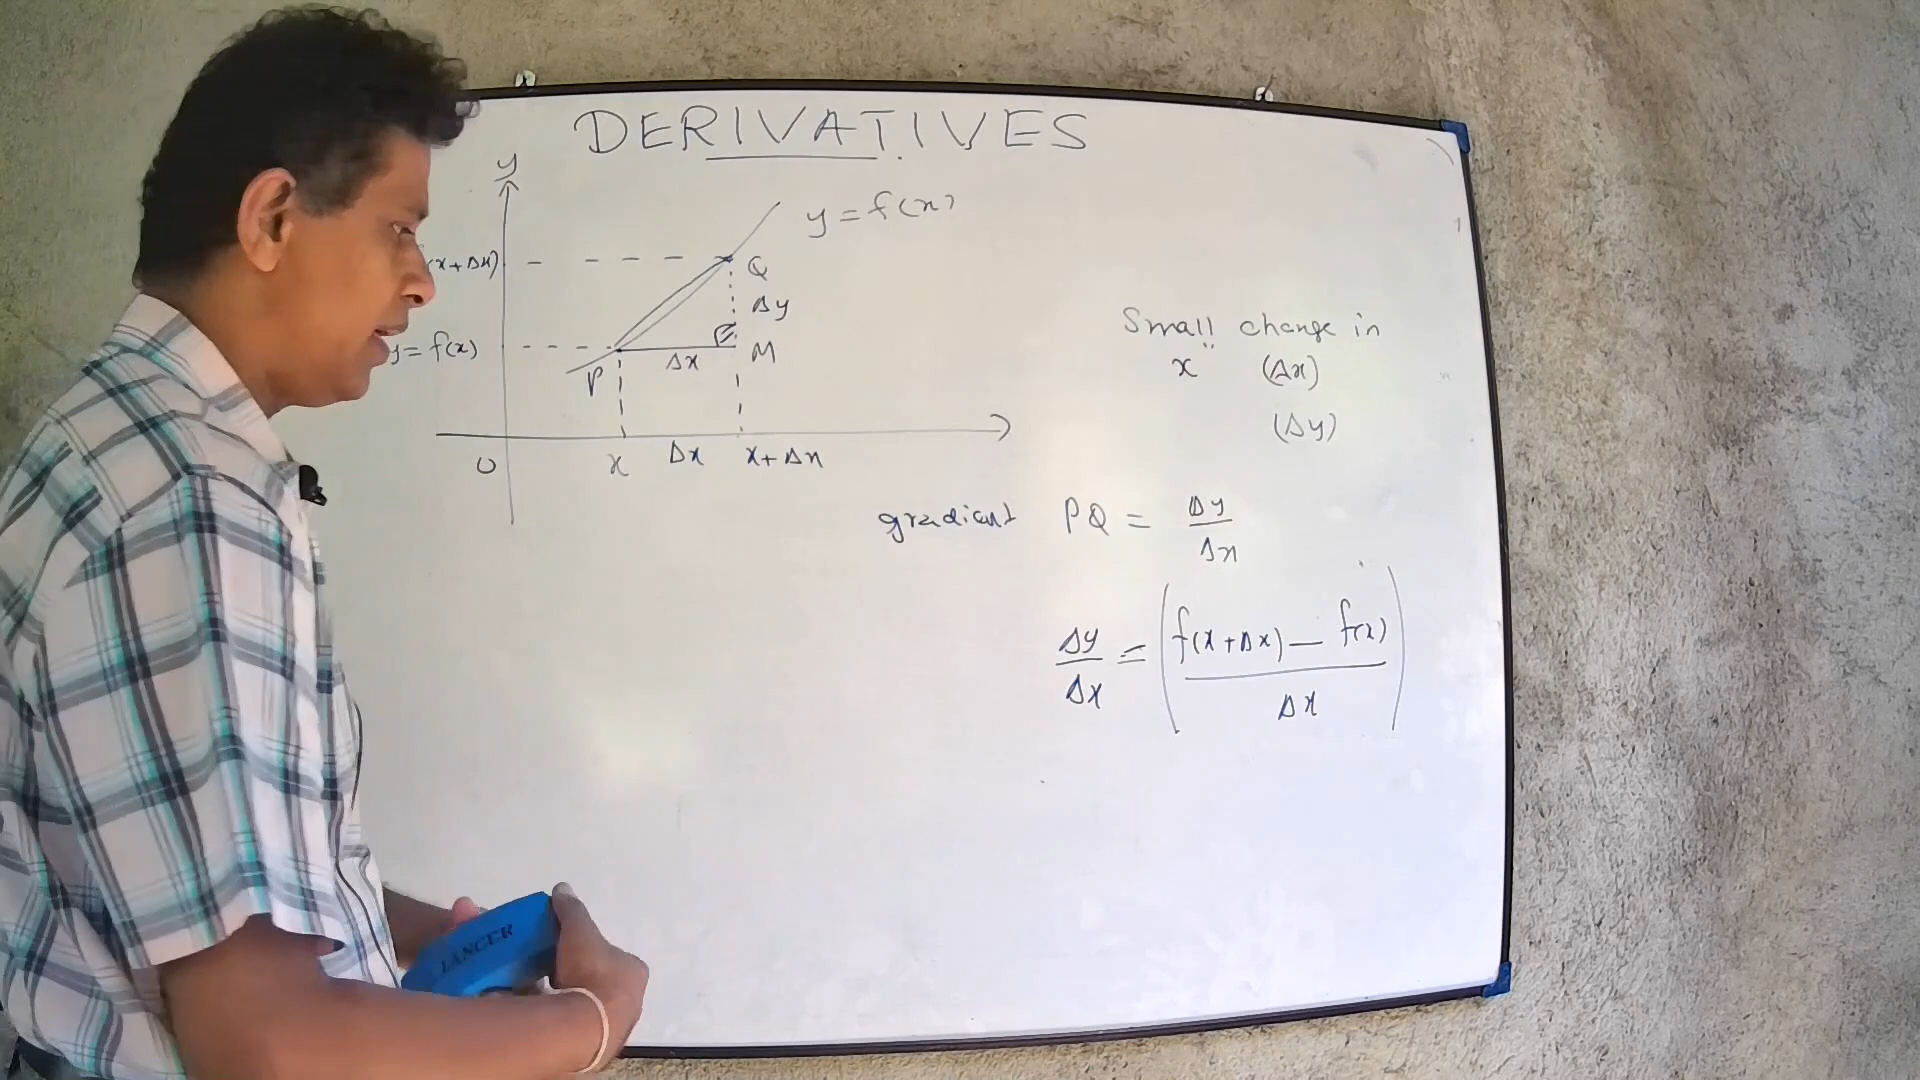 DERIVATIVES
y
y = f(x)
(x+Δx)
Q
Δy
y = f(x)
P
Δx
M
O
x
Δx
x+Δx
Small change in
x (Δx)
(Δy)
gradient PQ = Δy/Δx
Δy/Δx = (f(x+Δx) − f(x)/Δx)
LANCER